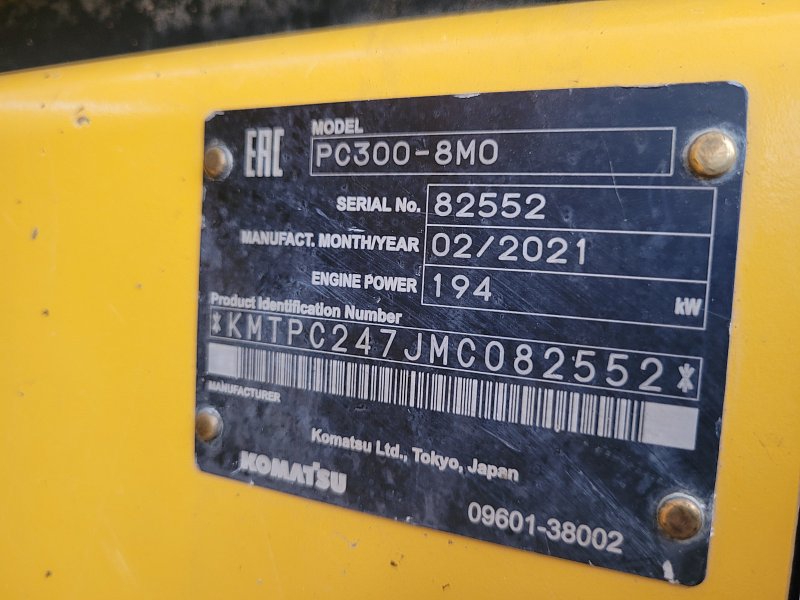 EAC
MODEL
PC300-8M0
SERIAL No. 82552
MANUFACT. MONTH/YEAR 02/2021
ENGINE POWER 194 kW
Product Identification Number
*KMTPC247JMC082552*
MANUFACTURER
Komatsu Ltd., Tokyo, Japan
KOMATSU
09601-38002